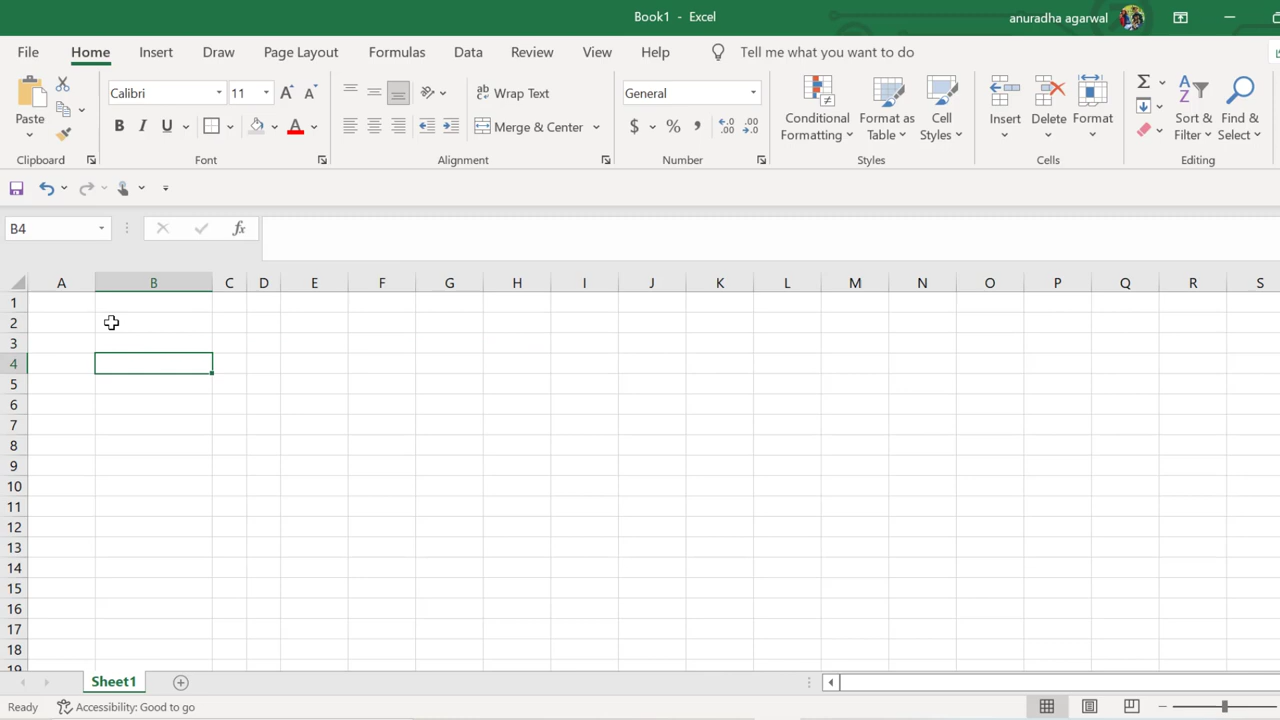 Book1 - Excel
anuradha agarwal
File Home Insert Draw Page Layout Formulas Data Review View Help Tell me what you want to do
Calibri 11 Wrap Text General
Paste Merge & Center $ % , Conditional Formatting Format as Table Cell Styles Insert Delete Format Sort & Filter Find & Select
B I U
Clipboard Font Alignment Number Styles Cells Editing
B4 fx
A B C D E F G H I J K L M N O P Q R S
1
2
3
4
5
6
7
8
9
10
11
12
13
14
15
16
17
18
19
Sheet1
Ready Accessibility: Good to go